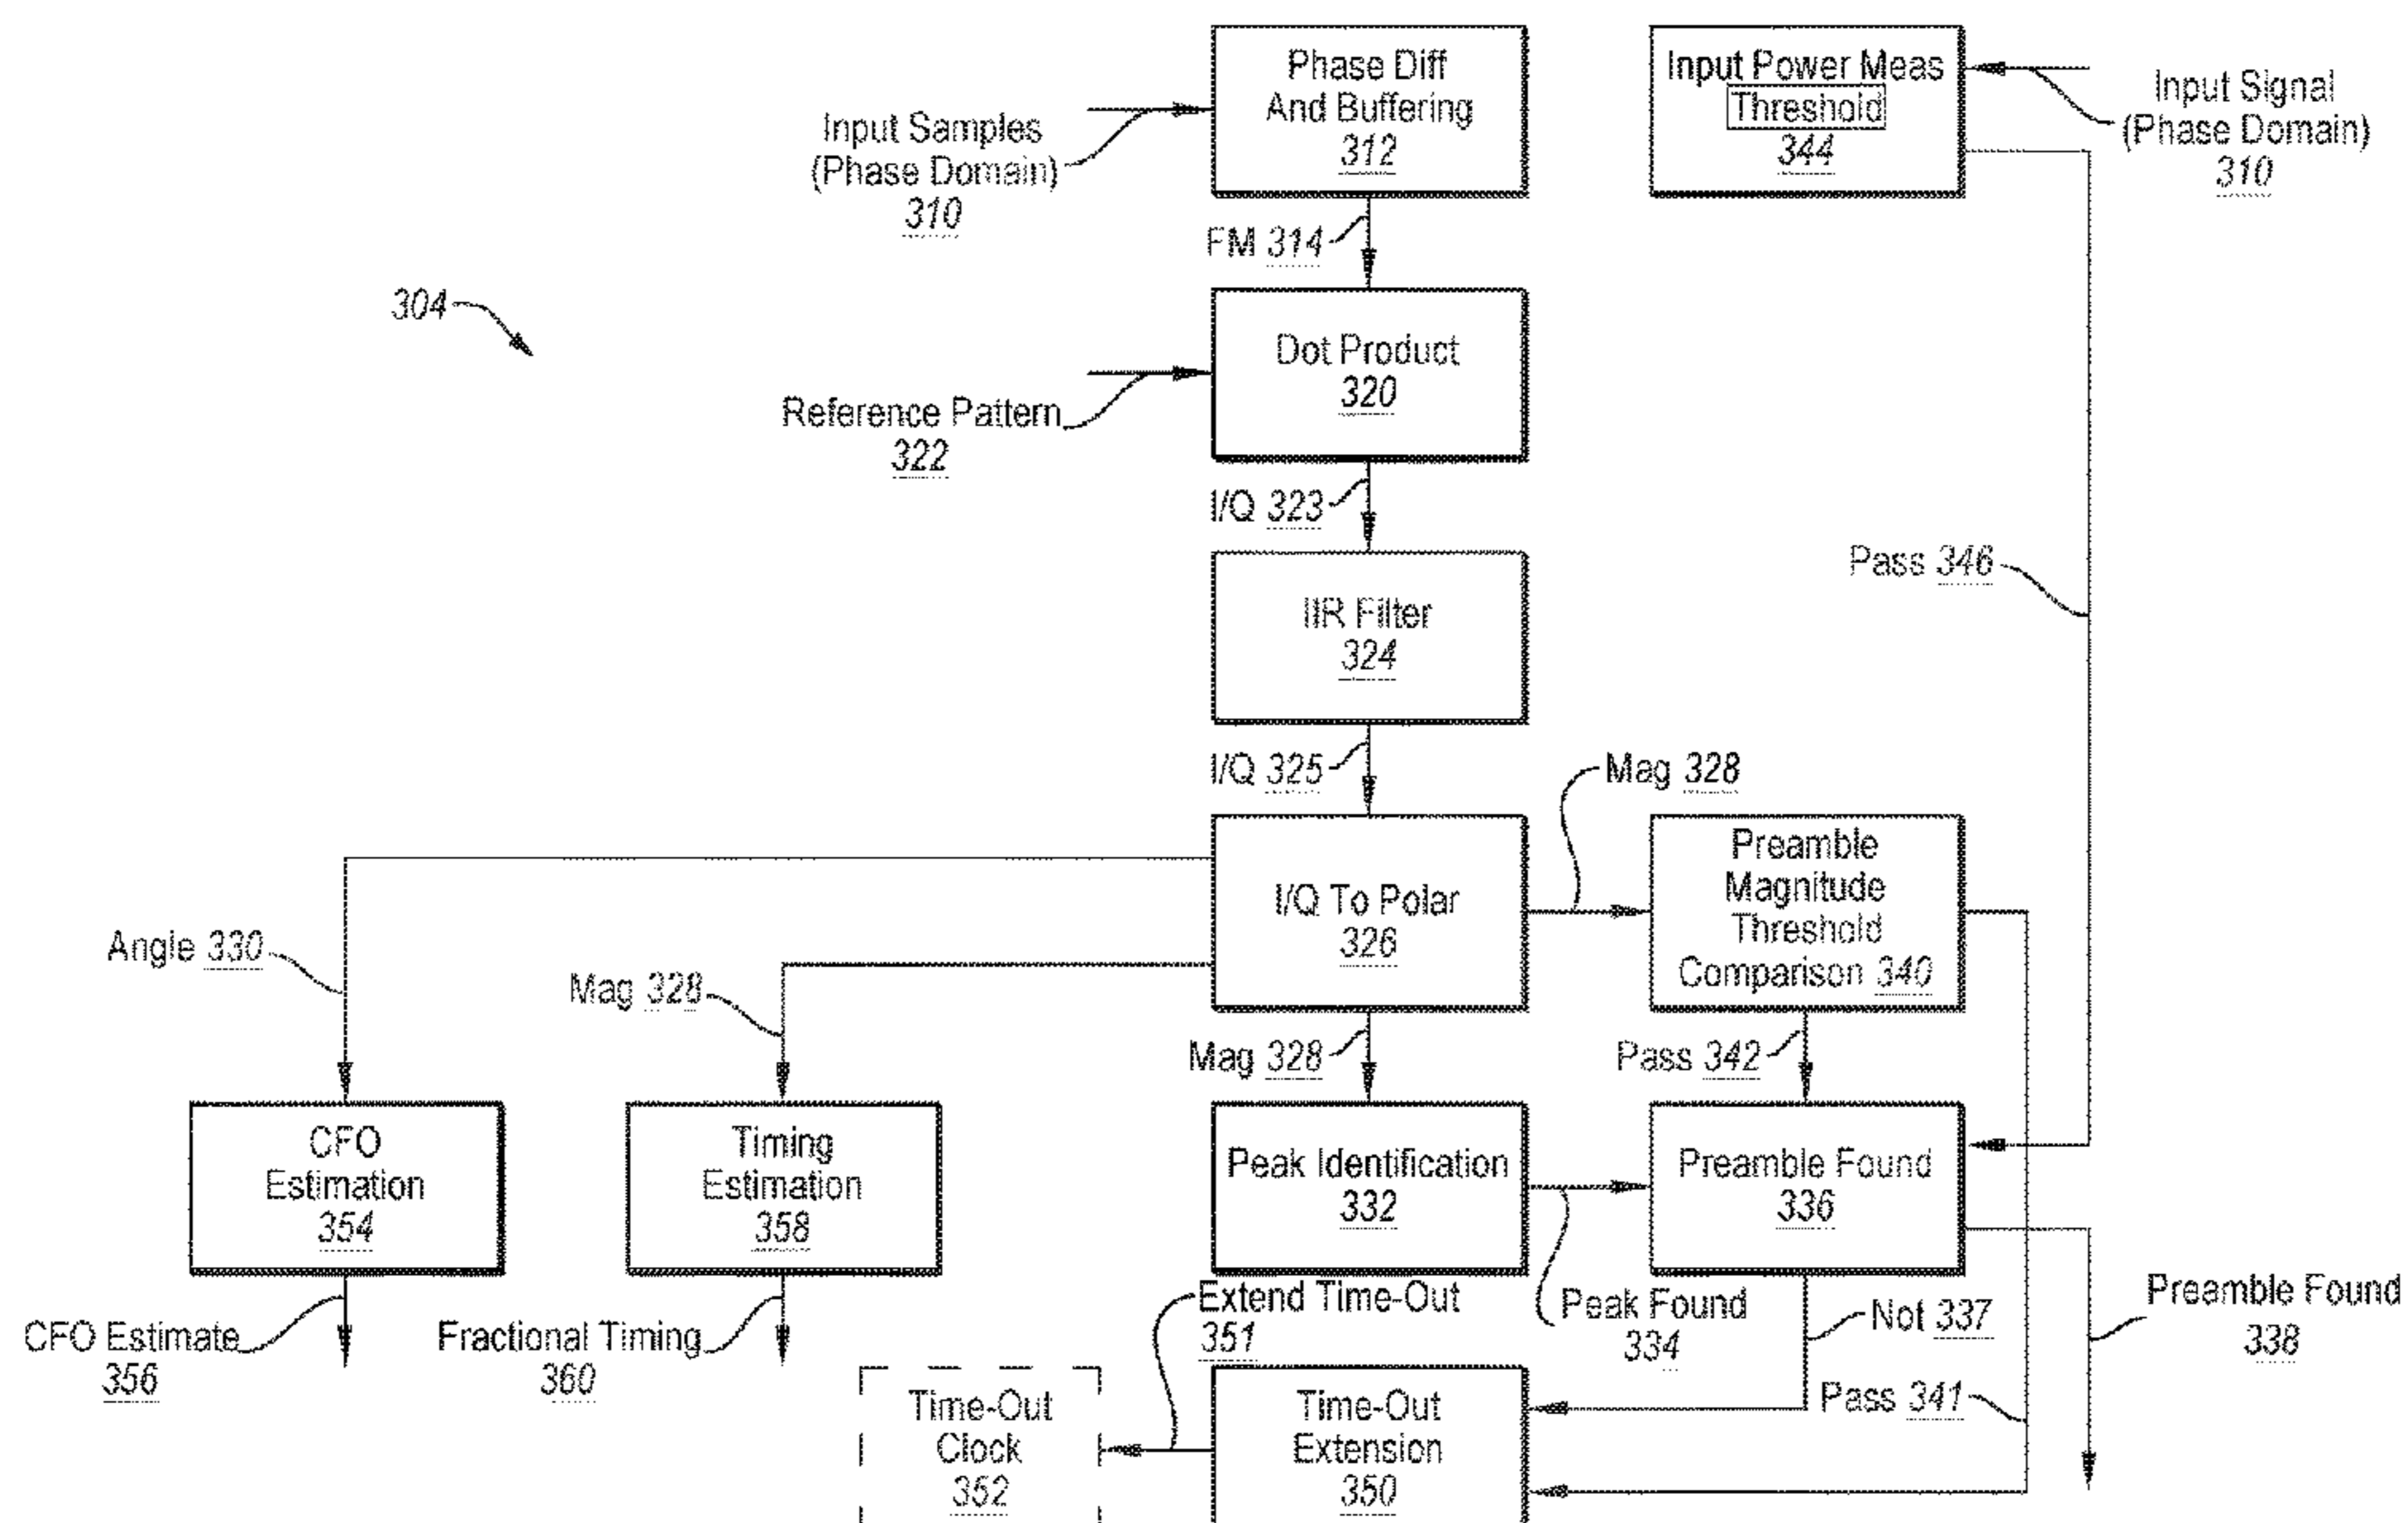 Phase Diff
And Buffering
312
Input Power Meas
Threshold
344
Input Signal
(Phase Domain)
310
Input Samples
(Phase Domain)
310
FM 314
304
Dot Product
320
Reference Pattern
322
I/Q 323
Pass 346
IIR Filter
324
I/Q 325
Mag 328
I/Q To Polar
326
Preamble
Magnitude
Threshold
Comparison 340
Angle 330
Mag 328
Mag 328
Pass 342
CFO
Estimation
354
Timing
Estimation
358
Peak Identification
332
Preamble Found
336
CFO Estimate
356
Fractional Timing
360
Extend Time-Out
351
Peak Found
334
Not 337
Preamble Found
338
Pass 341
Time-Out
Clock
352
Time-Out
Extension
350